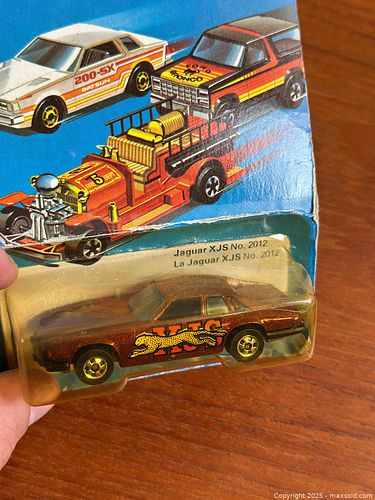 200-SX
DATSUN
FORD
BRONCO
5
Jaguar XJS No. 2012
La Jaguar XJS No. 2012
XJS
Copyright 2025 - maxsold.com